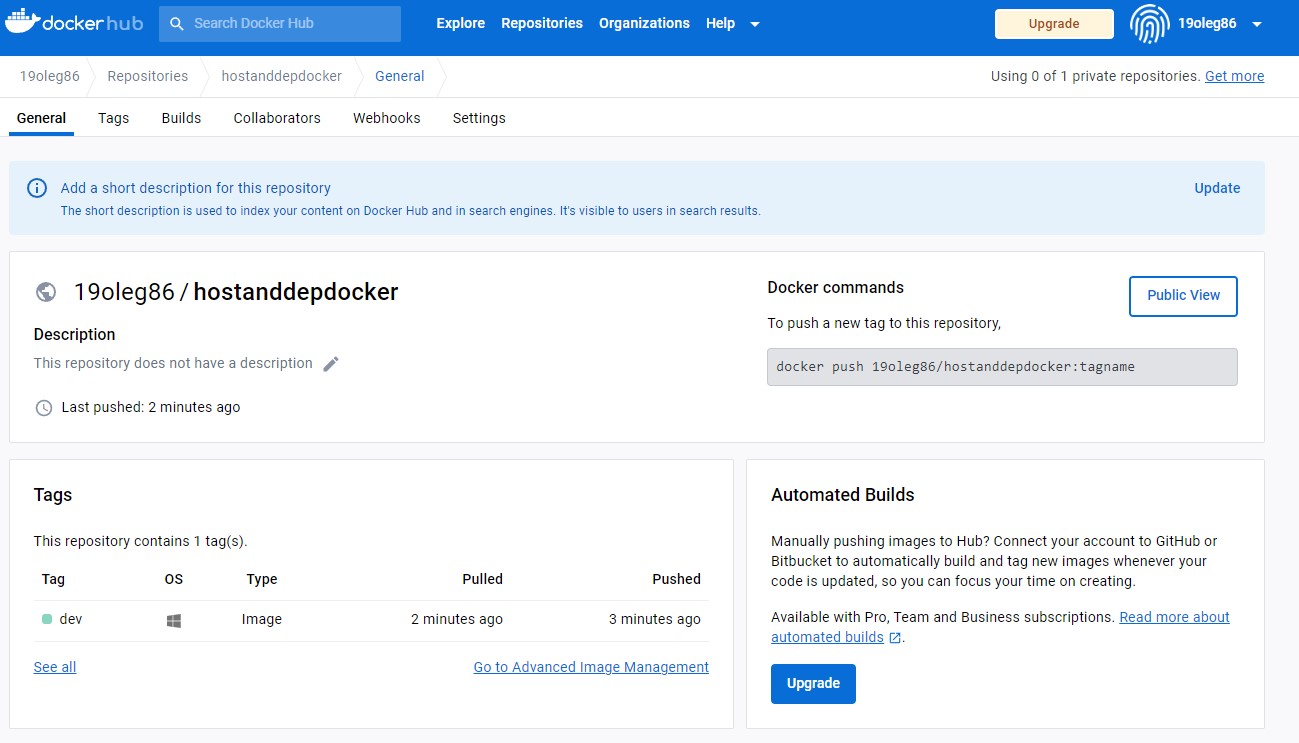 dockerhub Search Docker Hub Explore Repositories Organizations Help Upgrade 19oleg86
19oleg86 Repositories hostanddepdocker General Using 0 of 1 private repositories. Get more
General Tags Builds Collaborators Webhooks Settings
Add a short description for this repository Update
The short description is used to index your content on Docker Hub and in search engines. It's visible to users in search results.
19oleg86 / hostanddepdocker
Description
This repository does not have a description
Last pushed: 2 minutes ago
Docker commands Public View
To push a new tag to this repository,
docker push 19oleg86/hostanddepdocker:tagname
Tags
This repository contains 1 tag(s).
Tag OS Type Pulled Pushed
dev Image 2 minutes ago 3 minutes ago
See all Go to Advanced Image Management
Automated Builds
Manually pushing images to Hub? Connect your account to GitHub or
Bitbucket to automatically build and tag new images whenever your
code is updated, so you can focus your time on creating.
Available with Pro, Team and Business subscriptions. Read more about
automated builds .
Upgrade